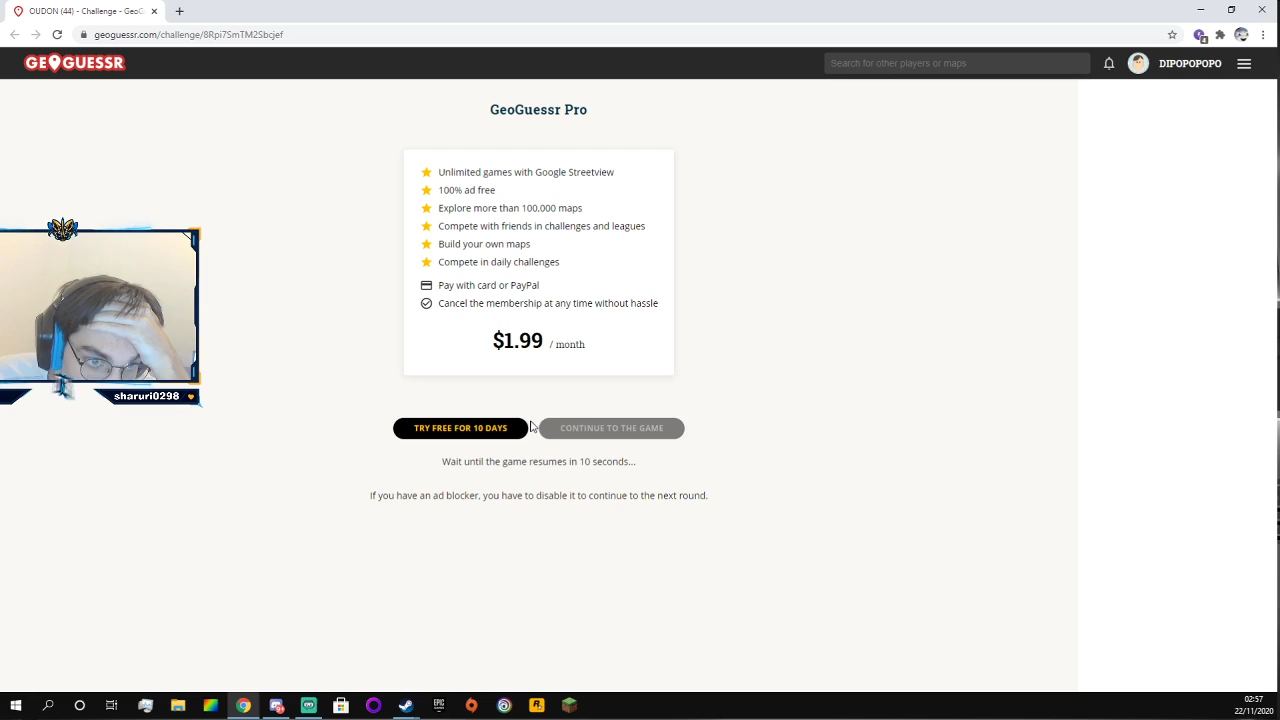 OUDON (44) - Challenge - GeoG
geoguessr.com/challenge/8Rpi7SmTM2Sbcjef
GEOGUESSR
Search for other players or maps
DIPOPOPOPO
GeoGuessr Pro
Unlimited games with Google Streetview
100% ad free
Explore more than 100,000 maps
Compete with friends in challenges and leagues
Build your own maps
Compete in daily challenges
Pay with card or PayPal
Cancel the membership at any time without hassle
$1.99 / month
sharuri0298
TRY FREE FOR 10 DAYS
CONTINUE TO THE GAME
Wait until the game resumes in 10 seconds...
If you have an ad blocker, you have to disable it to continue to the next round.
EPIC
02:57
22/11/2020